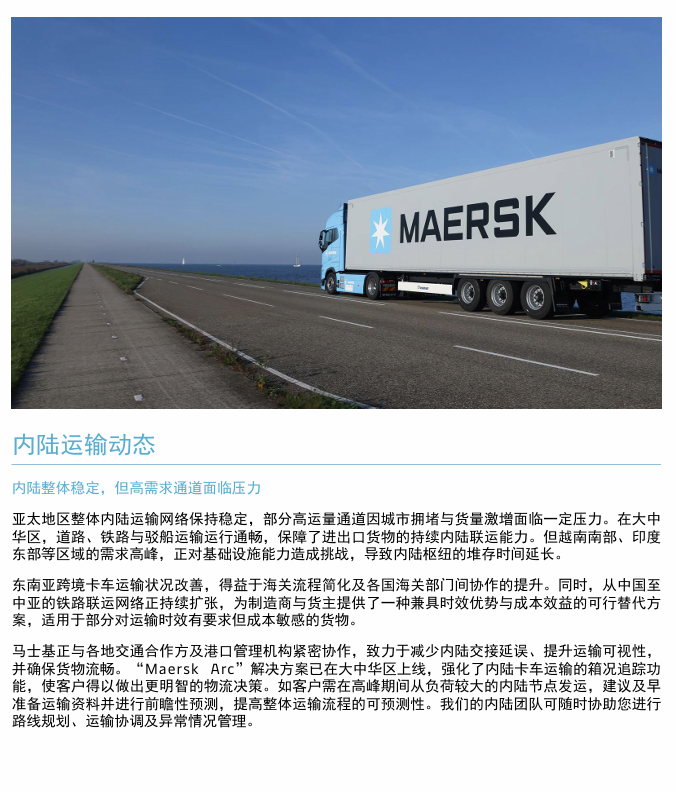 MAERSK
内陆运输动态
内陆整体稳定，但高需求通道面临压力
亚太地区整体内陆运输网络保持稳定，部分高运量通道因城市拥堵与货量激增面临一定压力。在大中
华区，道路、铁路与驳船运输运行通畅，保障了进出口货物的持续内陆联运能力。但越南南部、印度
东部等区域的需求高峰，正对基础设施能力造成挑战，导致内陆枢纽的堆存时间延长。
东南亚跨境卡车运输状况改善，得益于海关流程简化及各国海关部门间协作的提升。同时，从中国至
中亚的铁路联运网络正持续扩张，为制造商与货主提供了一种兼具时效优势与成本效益的可行替代方
案，适用于部分对运输时效有要求但成本敏感的货物。
马士基正与各地交通合作方及港口管理机构紧密协作，致力于减少内陆交接延误、提升运输可视性，
并确保货物流畅。“Maersk Arc”解决方案已在大中华区上线，强化了内陆卡车运输的箱况追踪功
能，使客户得以做出更明智的物流决策。如客户需在高峰期间从负荷较大的内陆节点发运，建议及早
准备运输资料并进行前瞻性预测，提高整体运输流程的可预测性。我们的内陆团队可随时协助您进行
路线规划、运输协调及异常情况管理。